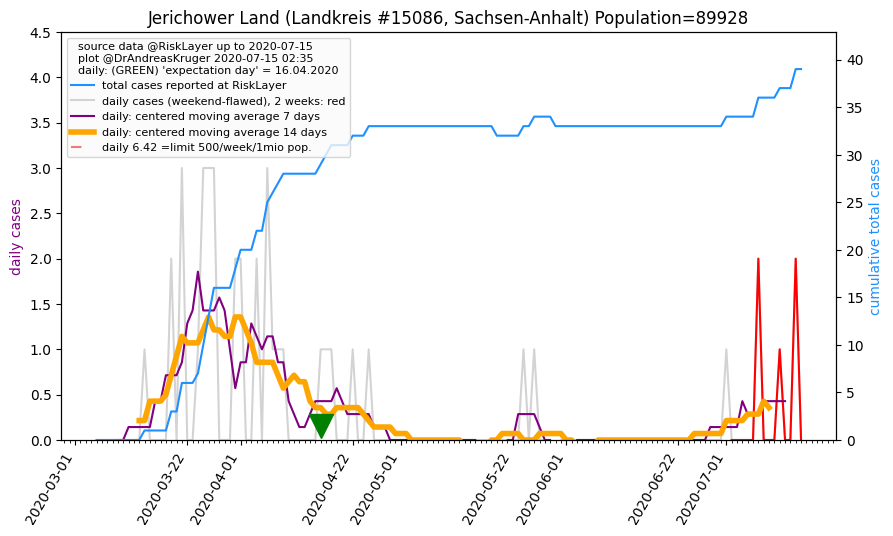 Jerichower Land (Landkreis #15086, Sachsen-Anhalt) Population=89928
source data @RiskLayer up to 2020-07-15
plot @DrAndreasKruger 2020-07-15 02:35
daily: (GREEN) 'expectation day' = 16.04.2020
total cases reported at RiskLayer
daily cases (weekend-flawed), 2 weeks: red
daily: centered moving average 7 days
daily: centered moving average 14 days
daily 6.42 =limit 500/week/1mio pop.
daily cases
4.5
4.0
3.5
3.0
2.5
2.0
1.5
1.0
0.5
0.0
cumulative total cases
40
35
30
25
20
15
10
5
0
2020-03-01
2020-03-22
2020-04-01
2020-04-22
2020-05-01
2020-05-22
2020-06-01
2020-06-22
2020-07-01